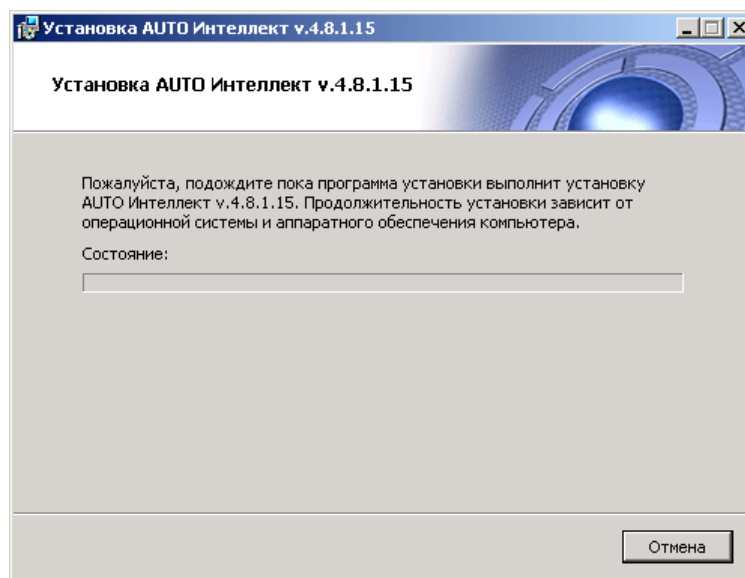 Установка AUTO Интеллект v.4.8.1.15
Установка AUTO Интеллект v.4.8.1.15
Пожалуйста, подождите пока программа установки выполнит установку
AUTO Интеллект v.4.8.1.15. Продолжительность установки зависит от
операционной системы и аппаратного обеспечения компьютера.
Состояние:
Отмена